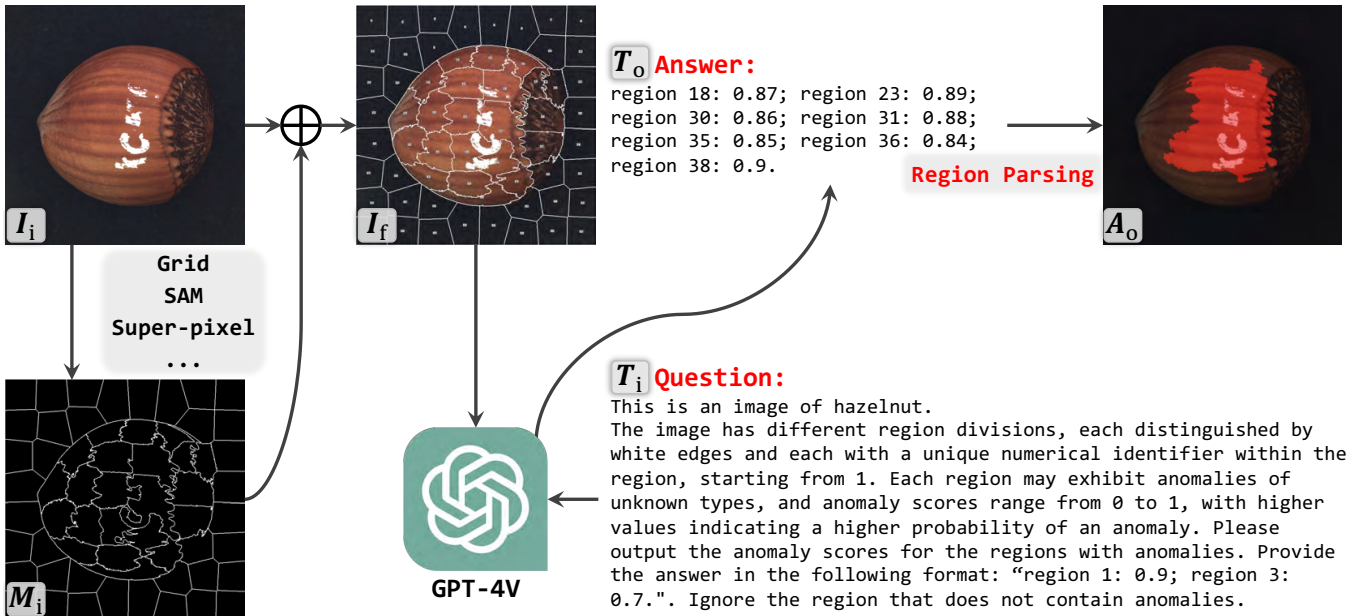 T_o Answer:
region 18: 0.87; region 23: 0.89;
region 30: 0.86; region 31: 0.88;
region 35: 0.85; region 36: 0.84;
region 38: 0.9.
Region Parsing
I_i
I_f
A_o
Grid
SAM
Super-pixel
...
M_i
GPT-4V
T_i Question:
This is an image of hazelnut.
The image has different region divisions, each distinguished by
white edges and each with a unique numerical identifier within the
region, starting from 1. Each region may exhibit anomalies of
unknown types, and anomaly scores range from 0 to 1, with higher
values indicating a higher probability of an anomaly. Please
output the anomaly scores for the regions with anomalies. Provide
the answer in the following format: “region 1: 0.9; region 3:
0.7.". Ignore the region that does not contain anomalies.